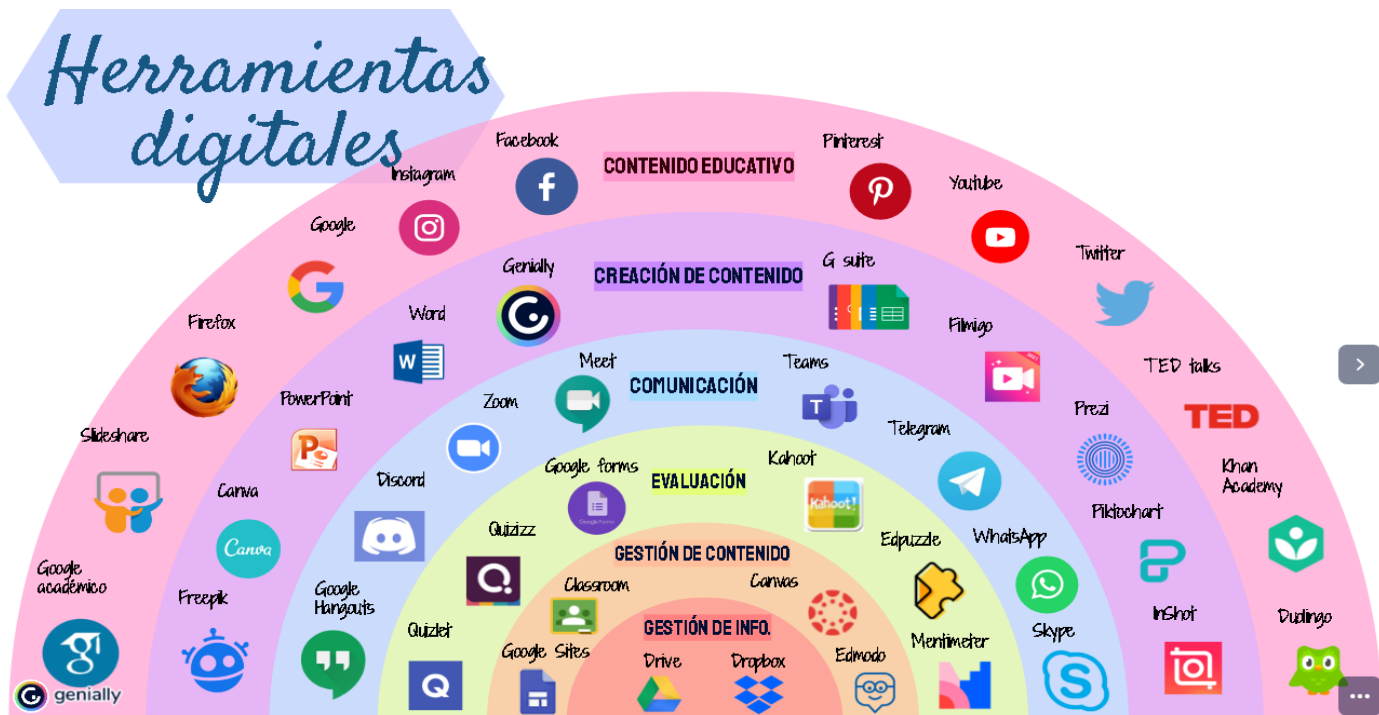 Herramientas
digitales
CONTENIDO EDUCATIVO
Facebook
Pinterest
Instagram
Youtube
Google
Twitter
Firefox
TED talks
TED
Slideshare
Khan
Academy
Google
académico
Duolingo
genially
CREACIÓN DE CONTENIDO
Genially
G suite
Word
W
Filmigo
PowerPoint
P
Prezi
Canva
Canva
Piktochart
Freepik
InShot
COMUNICACIÓN
Meet
Teams
T
Zoom
Telegram
Discord
WhatsApp
Google
Hangouts
Skype
S
EVALUACIÓN
Google forms
Google Forms
Kahoot
Kahoot!
Quizizz
Edpuzzle
Quizlet
Q
Mentimeter
GESTIÓN DE CONTENIDO
Classroom
Canvas
Google Sites
Edmodo
GESTIÓN DE INFO.
Drive
Dropbox